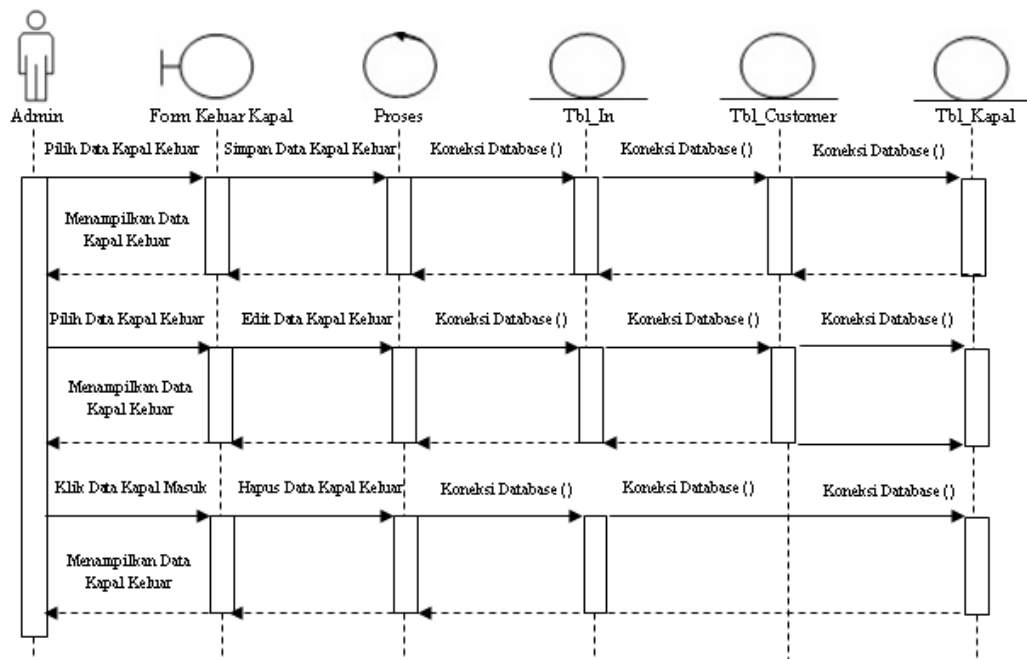 Admin
Form Keluar Kapal
Proses
Tbl_In
Tbl_Customer
Tbl_Kapal
Pilih Data Kapal Keluar
Simpan Data Kapal Keluar
Koneksi Database ()
Koneksi Database ()
Koneksi Database ()
Menampilkan Data
Kapal Keluar
Pilih Data Kapal Keluar
Edit Data Kapal Keluar
Koneksi Database ()
Koneksi Database ()
Koneksi Database ()
Menampilkan Data
Kapal Keluar
Klik Data Kapal Masuk
Hapus Data Kapal Keluar
Koneksi Database ()
Koneksi Database ()
Koneksi Database ()
Menampilkan Data
Kapal Keluar